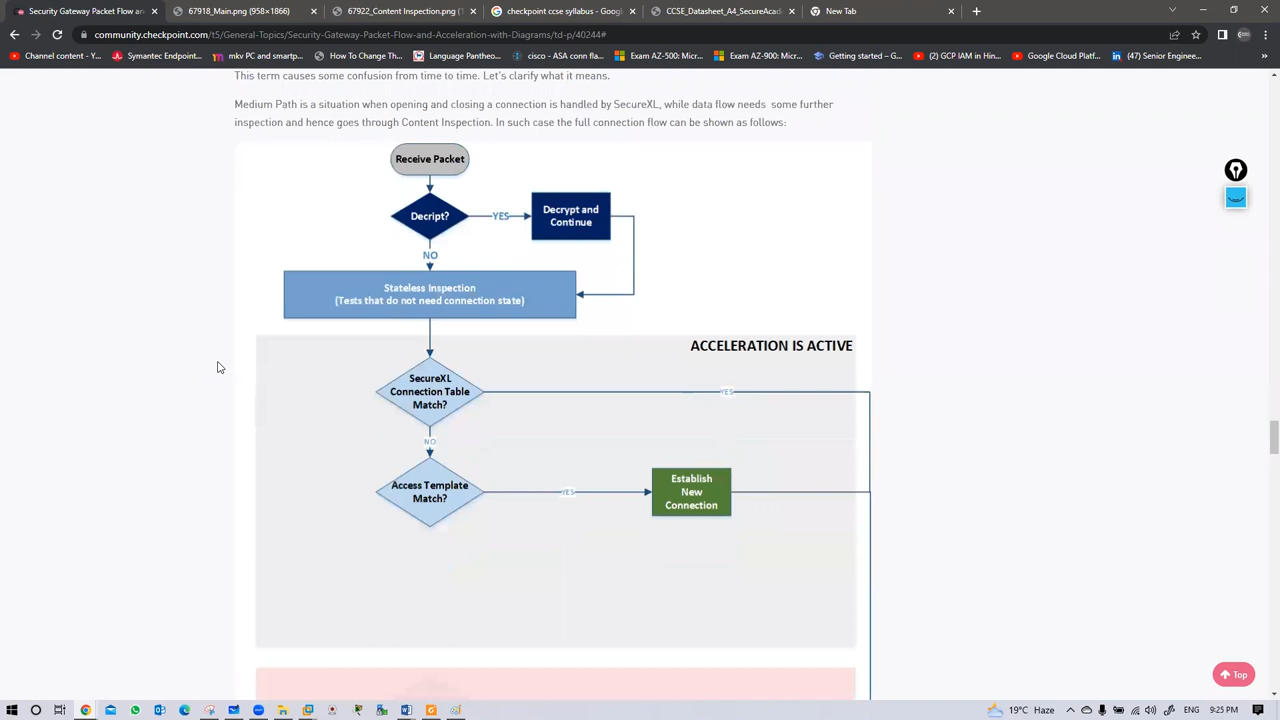 Security Gateway Packet Flow an
67918_Main.png (958×1866)
67922_Content Inspection (1866
checkpoint ccse syllabus - Googl
CCSE_Datasheet_A4_SecureAcad
New Tab
community.checkpoint.com/t5/General-Topics/Security-Gateway-Packet-Flow-and-Acceleration-with-Diagrams/td-p/40244#
Channel content - Y...
Symantec Endpoint...
mkv PC and smartp...
How To Change The...
Language Pantheo...
cisco - ASA conn fla...
Exam AZ-500: Micr...
Exam AZ-900: Micr...
Getting started – G...
(2) GCP IAM in Hin...
Google Cloud Platf...
(47) Senior Enginee...
This term causes some confusion from time to time. Let's clarify what it means.
Medium Path is a situation when opening and closing a connection is handled by SecureXL, while data flow needs some further
inspection and hence goes through Content Inspection. In such case the full connection flow can be shown as follows:
Receive Packet
Decript?
YES
Decrypt and
Continue
NO
Stateless Inspection
(Tests that do not need connection state)
ACCELERATION IS ACTIVE
SecureXL
Connection Table
Match?
YES
NO
Access Template
Match?
YES
Establish
New
Connection
Top
19°C Haze
ENG
9:25 PM